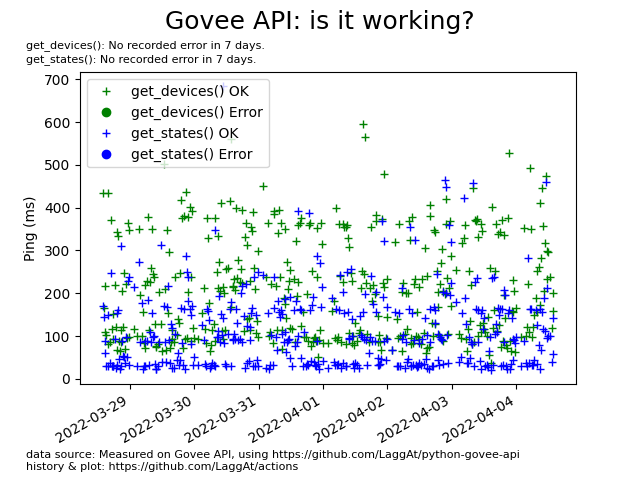 Govee API: is it working?
get_devices(): No recorded error in 7 days.
get_states(): No recorded error in 7 days.
700
600
500
400
300
200
100
0
Ping (ms)
get_devices() OK
get_devices() Error
get_states() OK
get_states() Error
2022-03-29
2022-03-30
2022-03-31
2022-04-01
2022-04-02
2022-04-03
2022-04-04
data source: Measured on Govee API, using https://github.com/LaggAt/python-govee-api
history & plot: https://github.com/LaggAt/actions